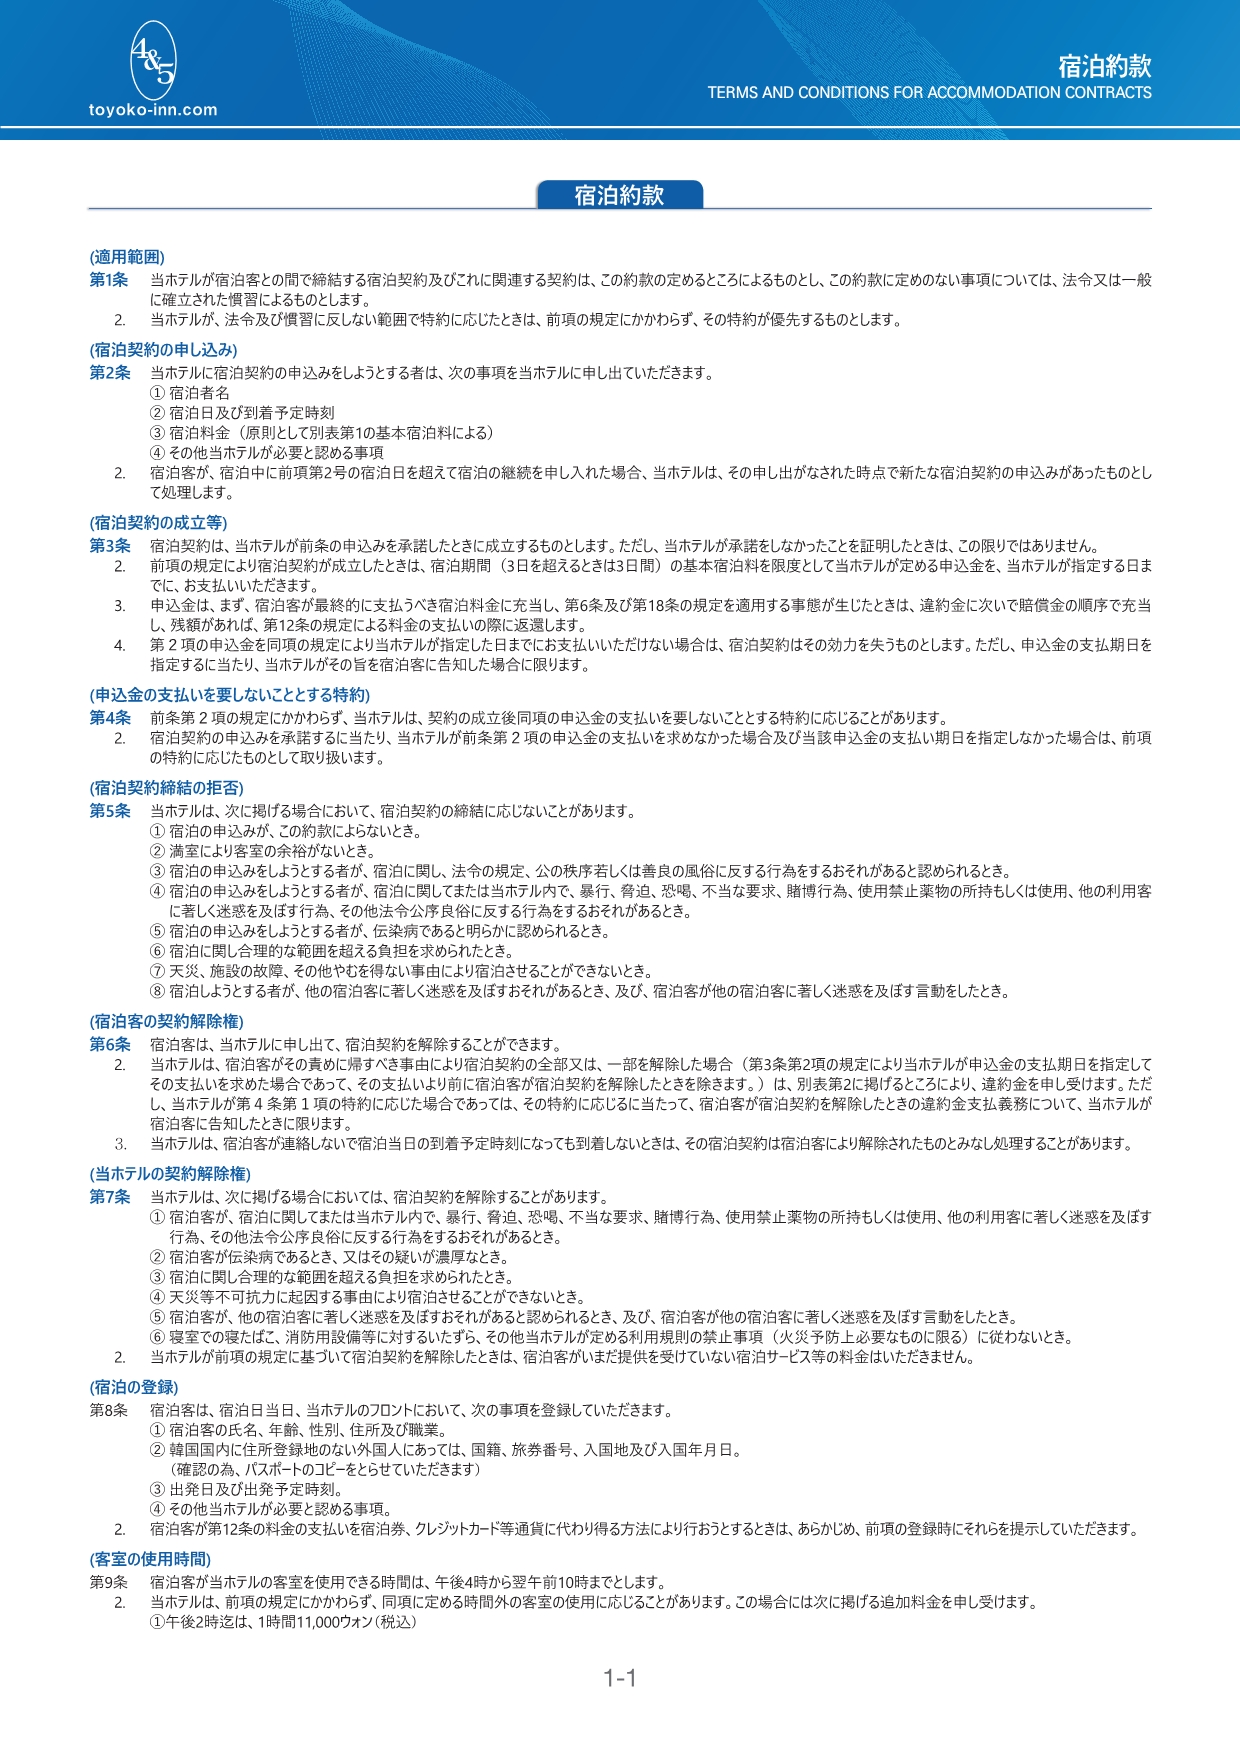 4&5
toyoko-inn.com
宿泊約款
TERMS AND CONDITIONS FOR ACCOMMODATION CONTRACTS
宿泊約款
(適用範囲)
第1条 当ホテルが宿泊客との間で締結する宿泊契約及びこれに関連する契約は、この約款の定めるところによるものとし、この約款に定めのない事項については、法令又は一般
に確立された慣習によるものとします。
2. 当ホテルが、法令及び慣習に反しない範囲で特約に応じたときは、前項の規定にかかわらず、その特約が優先するものとします。
(宿泊契約の申し込み)
第2条 当ホテルに宿泊契約の申込みをしようとする者は、次の事項を当ホテルに申し出ていただきます。
① 宿泊者名
② 宿泊日及び到着予定時刻
③ 宿泊料金（原則として別表第1の基本宿泊料による）
④ その他当ホテルが必要と認める事項
2. 宿泊客が、宿泊中に前項第2号の宿泊日を超えて宿泊の継続を申し入れた場合、当ホテルは、その申し出がなされた時点で新たな宿泊契約の申込みがあったものとし
て処理します。
(宿泊契約の成立等)
第3条 宿泊契約は、当ホテルが前条の申込みを承諾したときに成立するものとします。ただし、当ホテルが承諾をしなかったことを証明したときは、この限りではありません。
2. 前項の規定により宿泊契約が成立したときは、宿泊期間（3日を超えるときは3日間）の基本宿泊料を限度として当ホテルが定める申込金を、当ホテルが指定する日ま
でに、お支払いいただきます。
3. 申込金は、まず、宿泊客が最終的に支払うべき宿泊料金に充当し、第6条及び第18条の規定を適用する事態が生じたときは、違約金に次いで賠償金の順序で充当
し、残額があれば、第12条の規定による料金の支払いの際に返還します。
4. 第２項の申込金を同項の規定により当ホテルが指定した日までにお支払いいただけない場合は、宿泊契約はその効力を失うものとします。ただし、申込金の支払期日を
指定するに当たり、当ホテルがその旨を宿泊客に告知した場合に限ります。
(申込金の支払いを要しないこととする特約)
第4条 前条第２項の規定にかかわらず、当ホテルは、契約の成立後同項の申込金の支払いを要しないこととする特約に応じることがあります。
2. 宿泊契約の申込みを承諾するに当たり、当ホテルが前条第２項の申込金の支払いを求めなかった場合及び当該申込金の支払い期日を指定しなかった場合は、前項
の特約に応じたものとして取り扱います。
(宿泊契約締結の拒否)
第5条 当ホテルは、次に掲げる場合において、宿泊契約の締結に応じないことがあります。
① 宿泊の申込みが、この約款によらないとき。
② 満室により客室の余裕がないとき。
③ 宿泊の申込みをしようとする者が、宿泊に関し、法令の規定、公の秩序若しくは善良の風俗に反する行為をするおそれがあると認められるとき。
④ 宿泊の申込みをしようとする者が、宿泊に関してまたは当ホテル内で、暴行、脅迫、恐喝、不当な要求、賭博行為、使用禁止薬物の所持もしくは使用、他の利用客
に著しく迷惑を及ぼす行為、その他法令公序良俗に反する行為をするおそれがあるとき。
⑤ 宿泊の申込みをしようとする者が、伝染病であると明らかに認められるとき。
⑥ 宿泊に関し合理的な範囲を超える負担を求められたとき。
⑦ 天災、施設の故障、その他やむを得ない事由により宿泊させることができないとき。
⑧ 宿泊しようとする者が、他の宿泊客に著しく迷惑を及ぼすおそれがあるとき、及び、宿泊客が他の宿泊客に著しく迷惑を及ぼす言動をしたとき。
(宿泊客の契約解除権)
第6条 宿泊客は、当ホテルに申し出て、宿泊契約を解除することができます。
2. 当ホテルは、宿泊客がその責めに帰すべき事由により宿泊契約の全部又は、一部を解除した場合（第3条第2項の規定により当ホテルが申込金の支払期日を指定して
その支払いを求めた場合であって、その支払いより前に宿泊客が宿泊契約を解除したときを除きます。）は、別表第2に掲げるところにより、違約金を申し受けます。ただ
し、当ホテルが第４条第１項の特約に応じた場合であっては、その特約に応じるに当たって、宿泊客が宿泊契約を解除したときの違約金支払義務について、当ホテルが
宿泊客に告知したときに限ります。
3. 当ホテルは、宿泊客が連絡しないで宿泊当日の到着予定時刻になっても到着しないときは、その宿泊契約は宿泊客により解除されたものとみなし処理することがあります。
(当ホテルの契約解除権)
第7条 当ホテルは、次に掲げる場合においては、宿泊契約を解除することがあります。
① 宿泊客が、宿泊に関してまたは当ホテル内で、暴行、脅迫、恐喝、不当な要求、賭博行為、使用禁止薬物の所持もしくは使用、他の利用客に著しく迷惑を及ぼす
行為、その他法令公序良俗に反する行為をするおそれがあるとき。
② 宿泊客が伝染病であるとき、又はその疑いが濃厚なとき。
③ 宿泊に関し合理的な範囲を超える負担を求められたとき。
④ 天災等不可抗力に起因する事由により宿泊させることができないとき。
⑤ 宿泊客が、他の宿泊客に著しく迷惑を及ぼすおそれがあると認められるとき、及び、宿泊客が他の宿泊客に著しく迷惑を及ぼす言動をしたとき。
⑥ 寝室での寝たばこ、消防用設備等に対するいたずら、その他当ホテルが定める利用規則の禁止事項（火災予防上必要なものに限る）に従わないとき。
2. 当ホテルが前項の規定に基づいて宿泊契約を解除したときは、宿泊客がいまだ提供を受けていない宿泊サービス等の料金はいただきません。
(宿泊の登録)
第8条 宿泊客は、宿泊日当日、当ホテルのフロントにおいて、次の事項を登録していただきます。
① 宿泊客の氏名、年齢、性別、住所及び職業。
② 韓国国内に住所登録地のない外国人にあっては、国籍、旅券番号、入国地及び入国年月日。
（確認の為、パスポートのコピーをとらせていただきます）
③ 出発日及び出発予定時刻。
④ その他当ホテルが必要と認める事項。
2. 宿泊客が第12条の料金の支払いを宿泊券、クレジットカード等通貨に代わり得る方法により行おうとするときは、あらかじめ、前項の登録時にそれらを提示していただきます。
(客室の使用時間)
第9条 宿泊客が当ホテルの客室を使用できる時間は、午後4時から翌午前10時までとします。
2. 当ホテルは、前項の規定にかかわらず、同項に定める時間外の客室の使用に応じることがあります。この場合には次に掲げる追加料金を申し受けます。
①午後2時迄は、1時間11,000ウォン（税込）
1-1